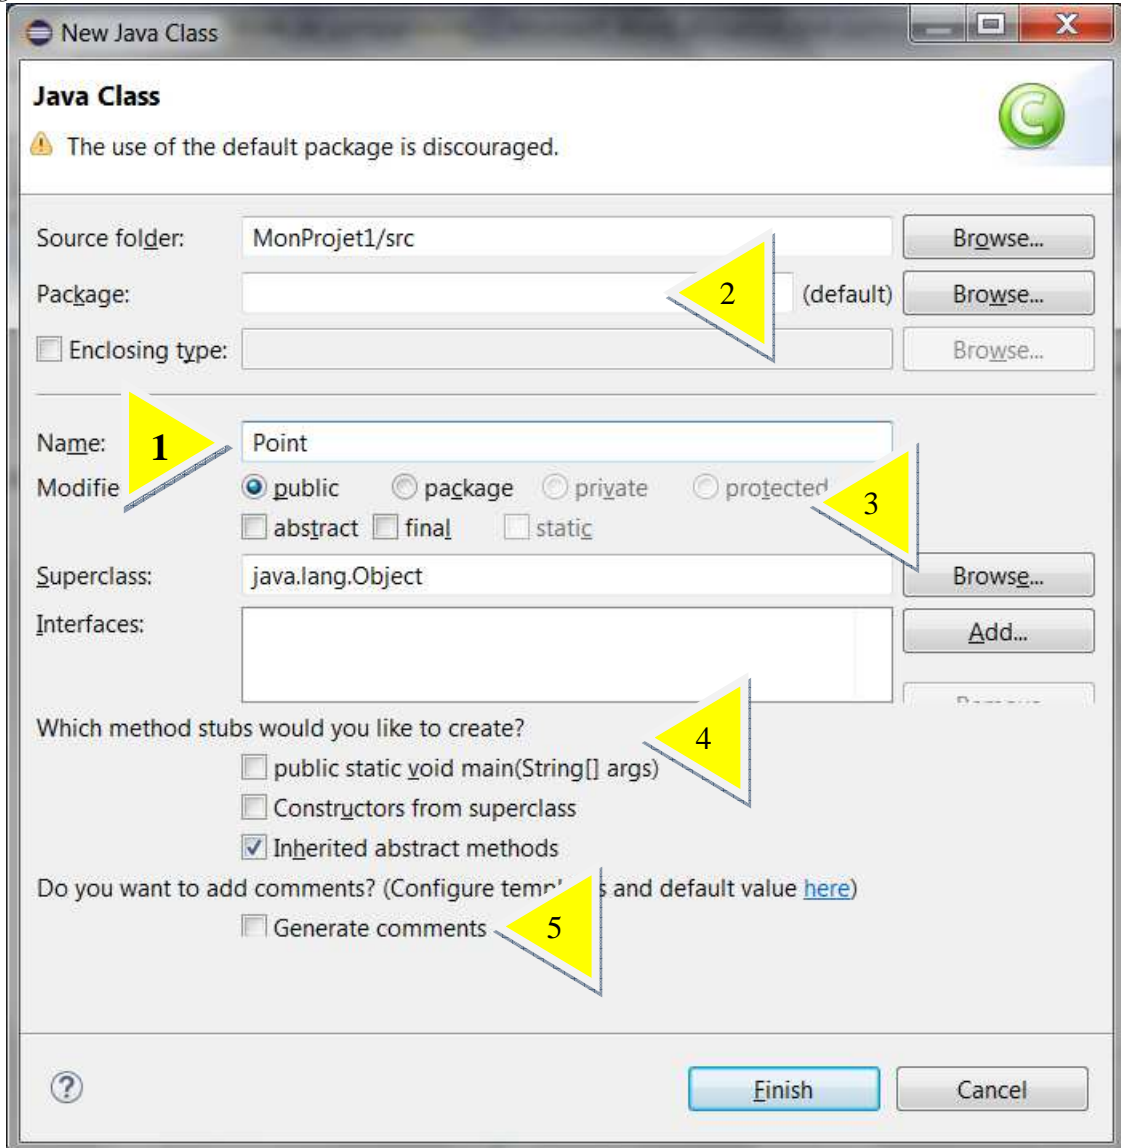 New Java Class
Java Class
The use of the default package is discouraged.
Source folder: MonProjet1/src Browse...
Package: 2 (default) Browse...
Enclosing type: Browse...
Name: 1 Point
Modifie public package private protected 3
abstract final static
Superclass: java.lang.Object Browse...
Interfaces: Add...
Which method stubs would you like to create? 4
public static void main(String[] args)
Constructors from superclass
Inherited abstract methods
Do you want to add comments? (Configure temp s and default value here)
Generate comments 5
Finish Cancel